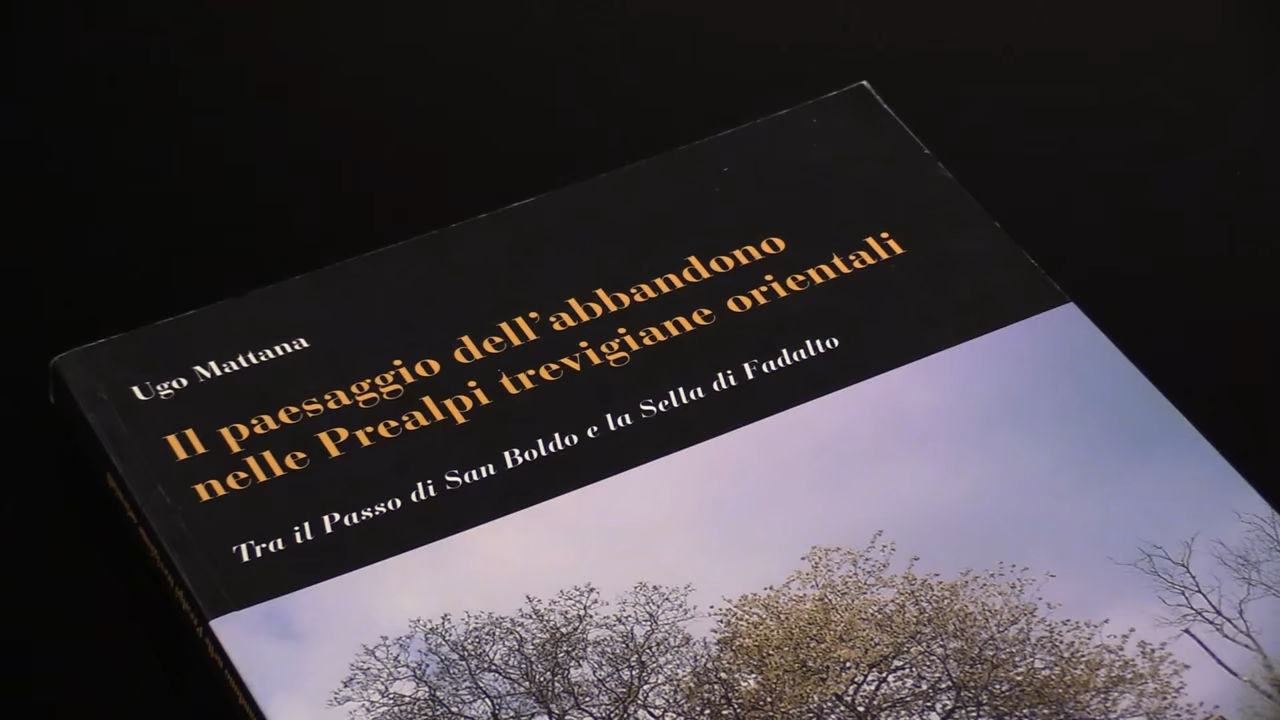 Ugo Mattana
Il paesaggio dell'abbandono
nelle Prealpi trevigiane orientali
Tra il Passo di San Boldo e la Sella di Fadalto